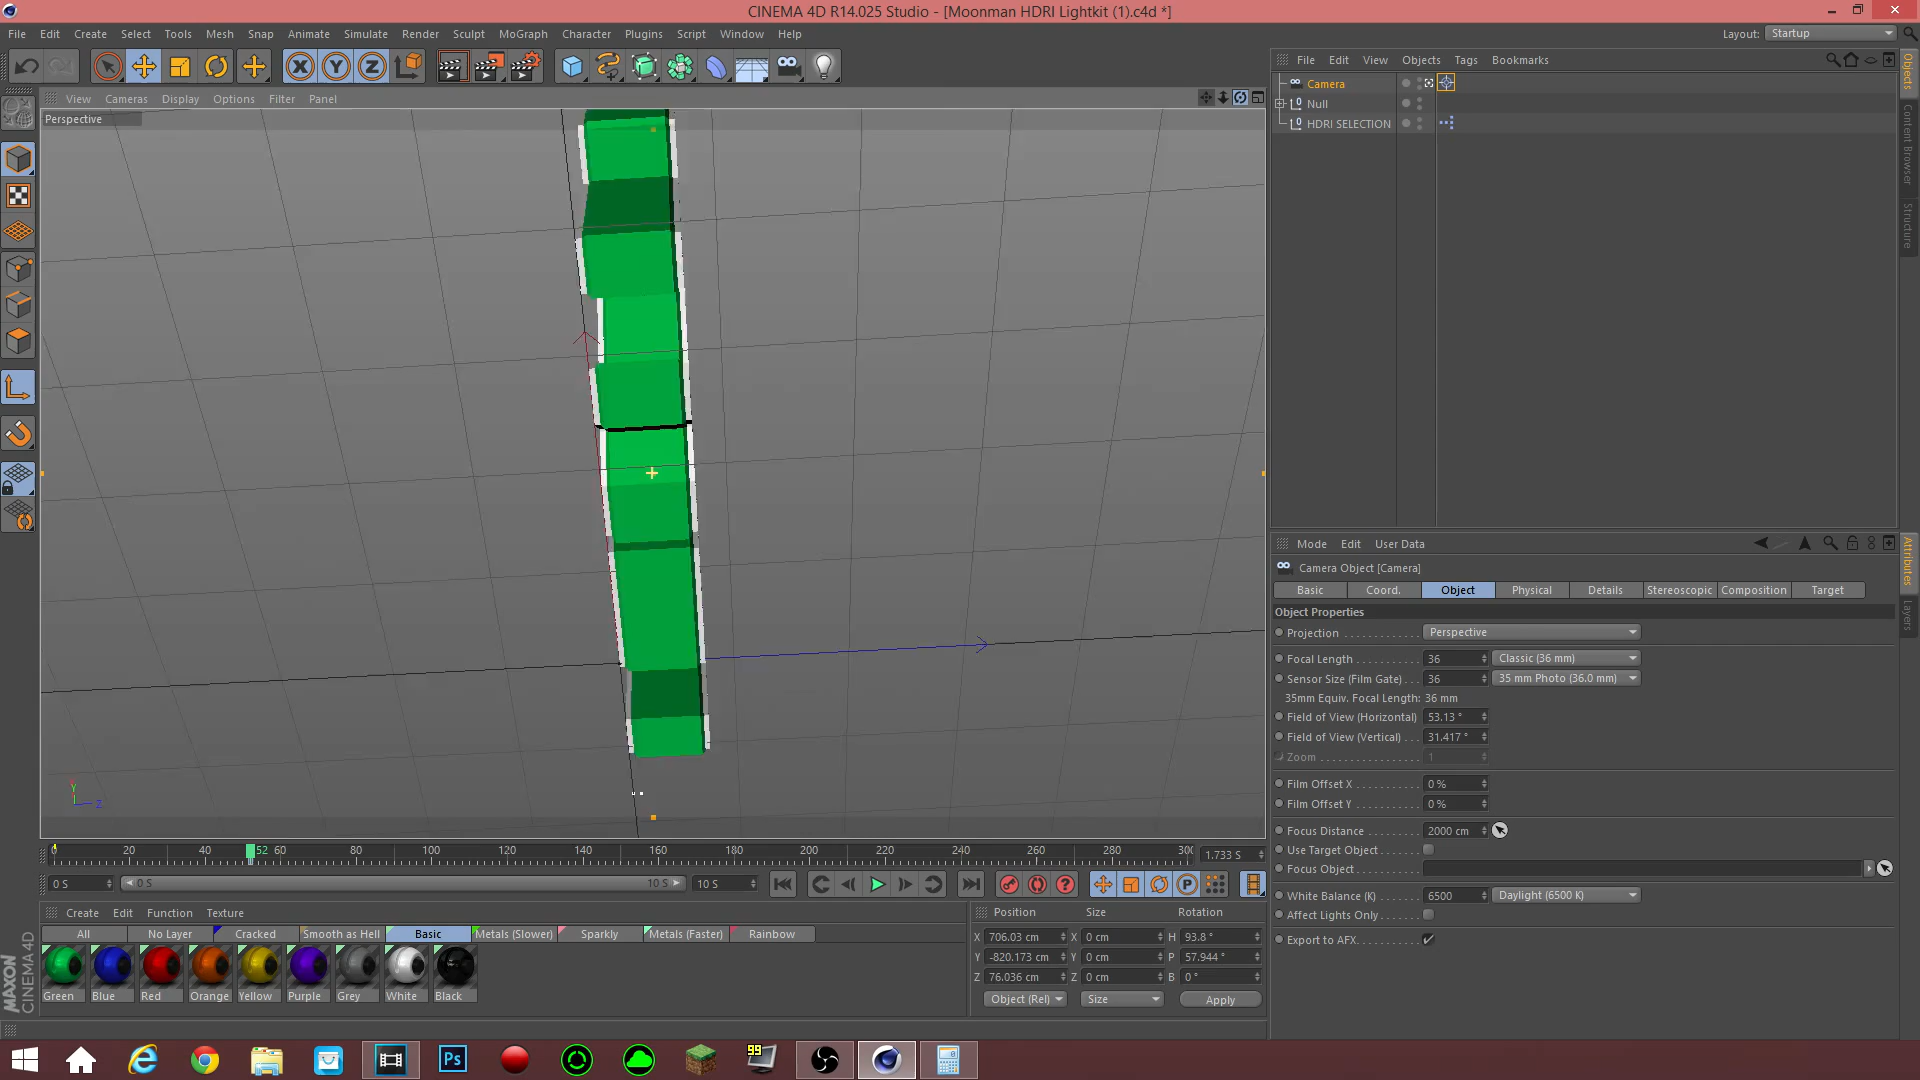 CINEMA 4D R14.025 Studio - [Moonman HDRI Lightkit (1).c4d *]
File Edit Create Select Tools Mesh Snap Animate Simulate Render Sculpt MoGraph Character Plugins Script Window Help
Layout: Startup
File Edit View Objects Tags Bookmarks
View Cameras Display Options Filter Panel
Perspective
Camera
Null
HDRI SELECTION
Objects
Content Browser
Structure
Mode Edit User Data
Camera Object [Camera]
Basic Coord. Object Physical Details Stereoscopic Composition Target
Object Properties
Projection Perspective
Focal Length 36 Classic (36 mm)
Sensor Size (Film Gate) 36 35 mm Photo (36.0 mm)
35mm Equiv. Focal Length: 36 mm
Field of View (Horizontal) 53.13 °
Field of View (Vertical) 31.417 °
Zoom 1
Film Offset X 0 %
Film Offset Y 0 %
Focus Distance 2000 cm
Use Target Object
Focus Object
White Balance (K) 6500 Daylight (6500 K)
Affect Lights Only
Export to AFX
Attributes
Layers
Y
Z
0 20 40 52 60 80 100 120 140 160 180 200 220 240 260 280 300
1.733 S
0 S 0 S 10 S 10 S
Create Edit Function Texture
All No Layer Cracked Smooth as Hell Basic Metals (Slower) Sparkly Metals (Faster) Rainbow
Green Blue Red Orange Yellow Purple Grey White Black
Position Size Rotation
X 706.03 cm X 0 cm H 93.8 °
Y -820.173 cm Y 0 cm P 57.944 °
Z 76.036 cm Z 0 cm B 0 °
Object (Rel) Size Apply
MAXON
CINEMA 4D
Ps
99